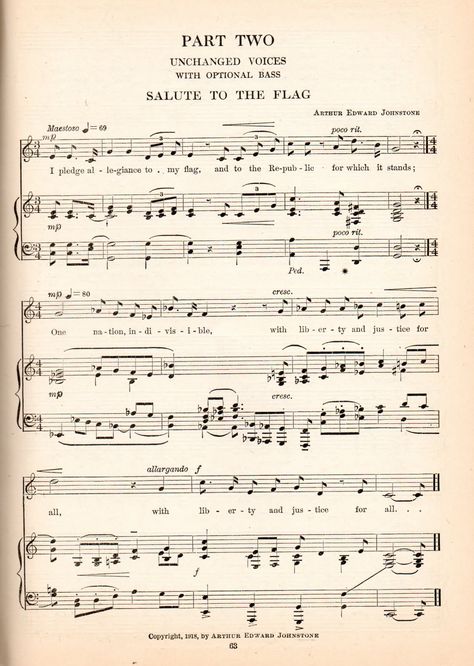 PART TWO
UNCHANGED VOICES
WITH OPTIONAL BASS
SALUTE TO THE FLAG
ARTHUR EDWARD JOHNSTONE
Maestoso ♩= 69
poco rit.
mp
3
3
I pledge al - le-giance to . my flag, and to the Re-pub - lic for which it stands;
3
mp
poco rit.
Ped.
mp ♩= 80
cresc.
One na - tion, in - di - vis - i - ble, with lib - er - ty and jus - tice for
mp
cresc.
allargando f
all, with lib - er - ty and jus - tice for all. . .
f
Copyright, 1918, by ARTHUR EDWARD JOHNSTONE
63